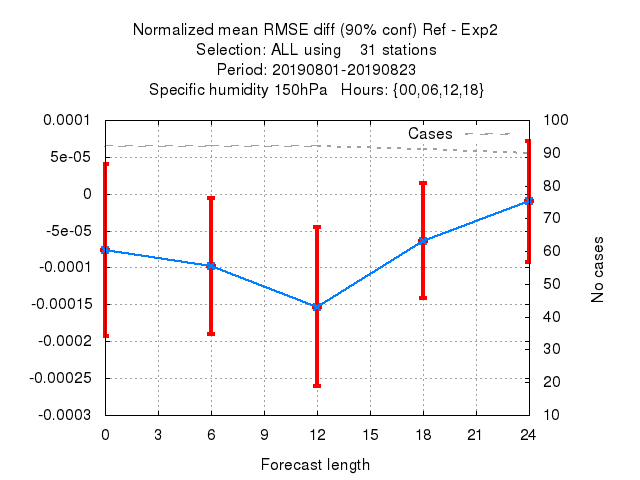 Normalized mean RMSE diff (90% conf) Ref - Exp2
Selection: ALL using    31 stations
Period: 20190801-20190823
Specific humidity 150hPa   Hours: {00,06,12,18}
Cases
0.0001
5e-05
0
-5e-05
-0.0001
-0.00015
-0.0002
-0.00025
-0.0003
100
90
80
70
60
50
40
30
20
10
No cases
0 3 6 9 12 15 18 21 24
Forecast length